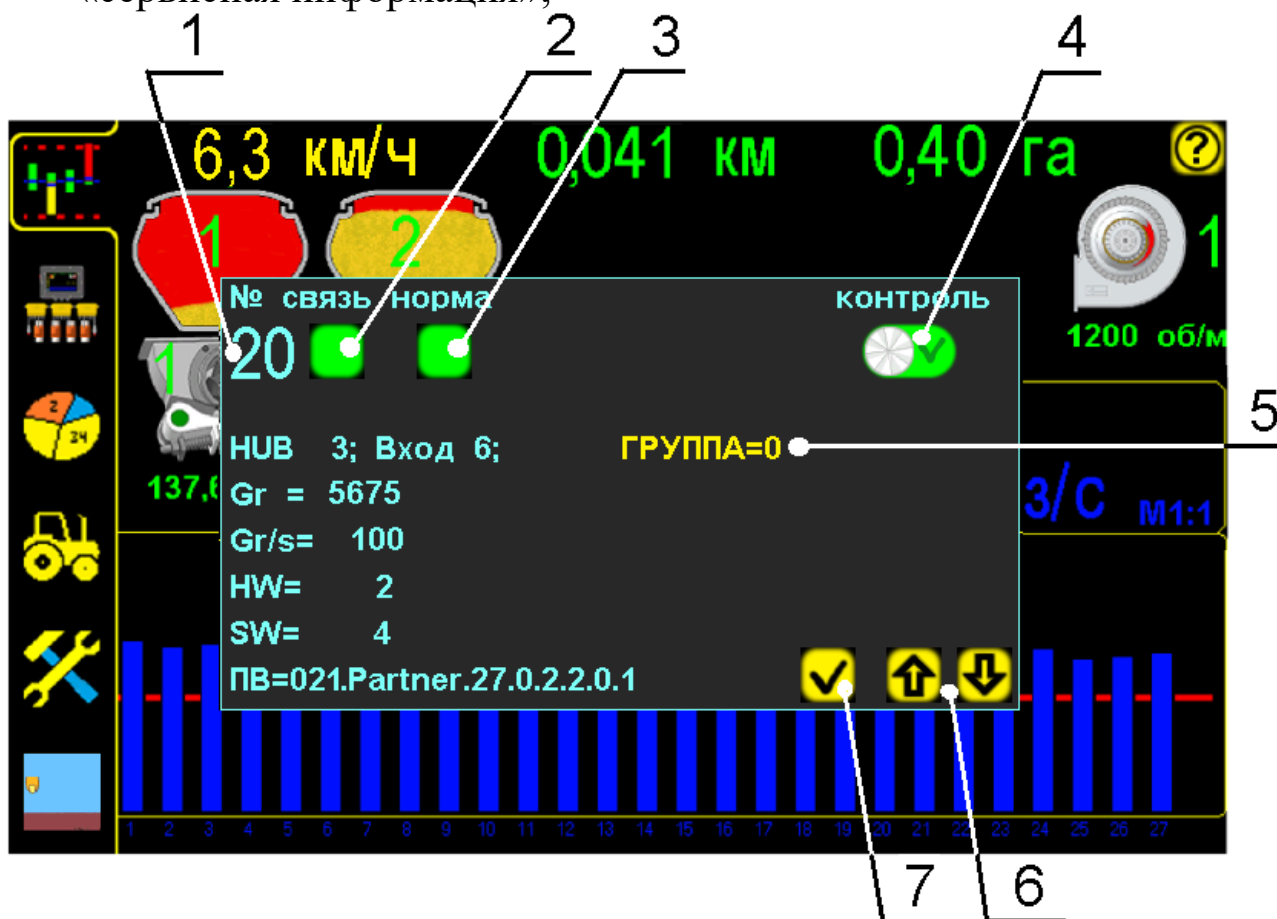 «сервисная информация»;
1 2 3 4
6,3 км/ч 0,041 км 0,40 га ?
1 2 1
№ связь норма контроль
20
1200 об/м
1
5
HUB 3; Вход 6; ГРУППА=0
137,6
Gr = 5675
З/С М1:1
Gr/s= 100
HW= 2
SW= 4
ПВ=021.Partner.27.0.2.2.0.1
2
24
1 2 3 4 5 6 7 8 9 10 11 12 13 14 15 16 17 18 19 20 21 22 23 24 25 26 27
7 6